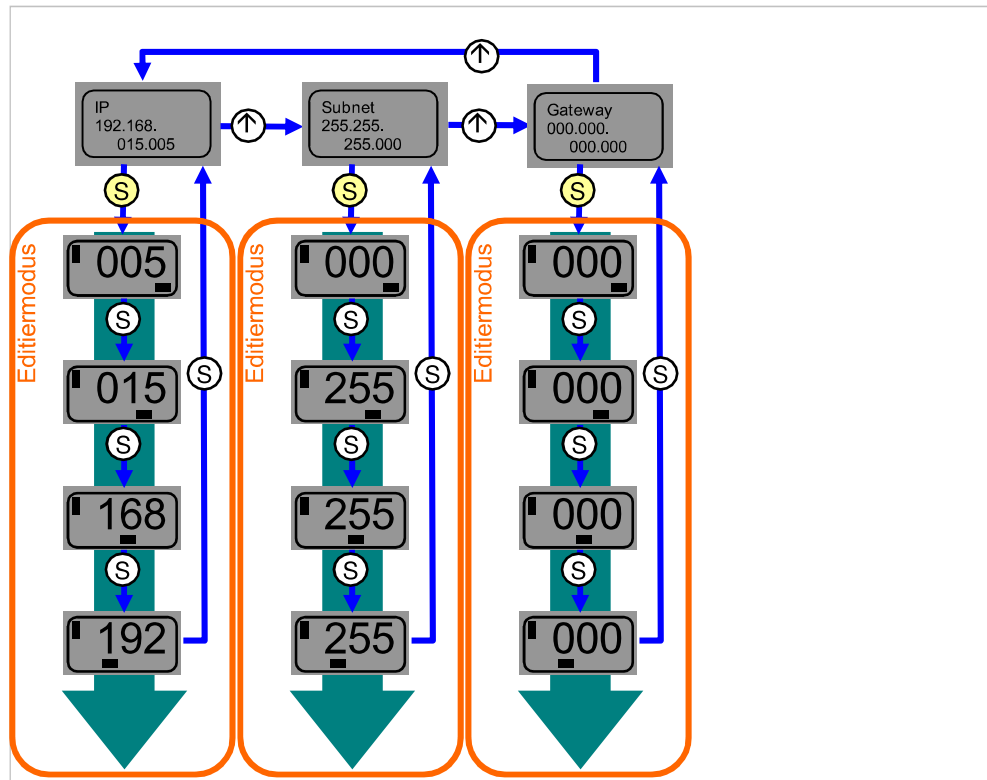 ↑
IP
192.168.
015.005
↑
Subnet
255.255.
255.000
↑
Gateway
000.000.
000.000
S
S
S
Editiermodus
005
S
015
S
168
S
192
S
Editiermodus
000
S
255
S
255
S
255
S
Editiermodus
000
S
000
S
000
S
000
S